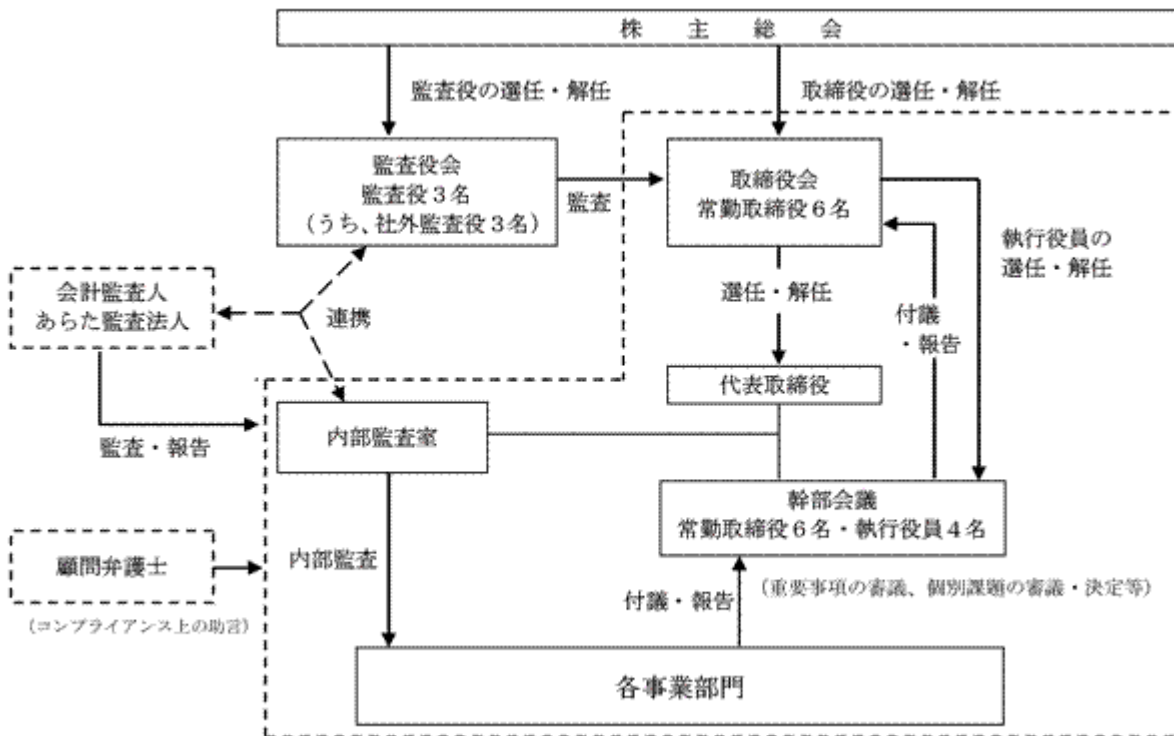 株主総会
監査役の選任・解任
取締役の選任・解任
監査役会
監査役3名
(うち、社外監査役3名)
監査
取締役会
常勤取締役6名
執行役員の
選任・解任
会計監査人
あらた監査法人
連携
選任・解任
付議
・報告
代表取締役
監査・報告
内部監査室
幹部会議
常勤取締役6名・執行役員4名
(重要事項の審議、個別課題の審議・決定等)
顧問弁護士
(コンプライアンス上の助言)
内部監査
付議・報告
各事業部門